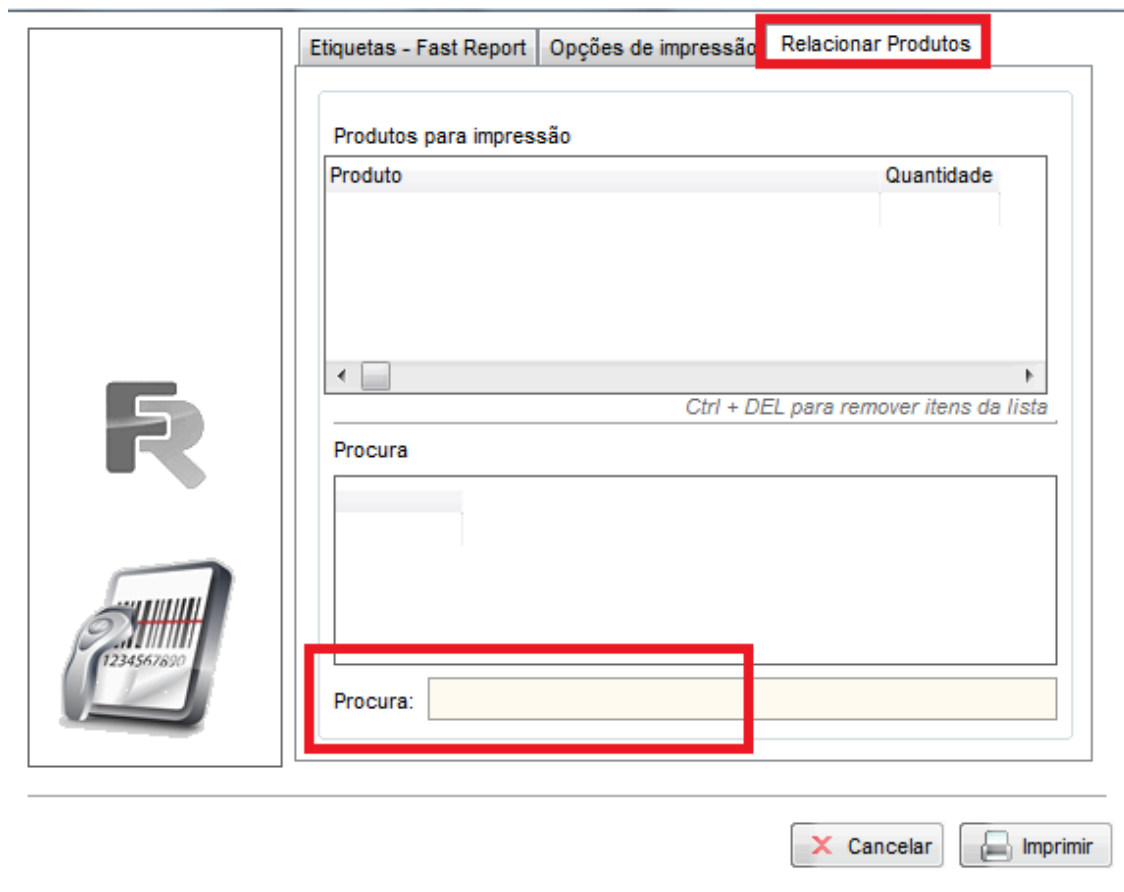 Etiquetas - Fast Report Opções de impressão Relacionar Produtos
Produtos para impressão
Produto Quantidade
Ctrl + DEL para remover itens da lista
Procura
FR
1234567890
Procura:
Cancelar Imprimir